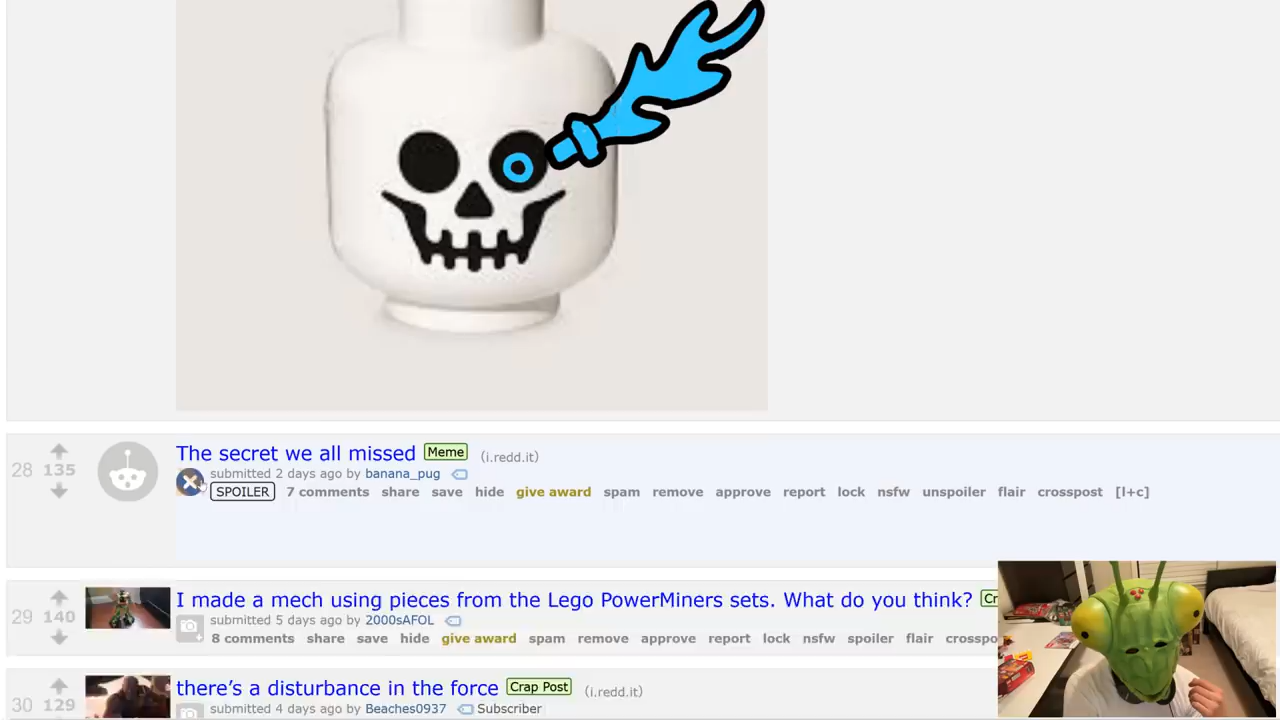 28
135
The secret we all missed Meme (i.redd.it)
submitted 2 days ago by banana_pug
SPOILER 7 comments share save hide give award spam remove approve report lock nsfw unspoiler flair crosspost [l+c]
29
140
I made a mech using pieces from the Lego PowerMiners sets. What do you think? Cr
submitted 5 days ago by 2000sAFOL
8 comments share save hide give award spam remove approve report lock nsfw spoiler flair crosspo
30
129
there's a disturbance in the force Crap Post (i.redd.it)
submitted 4 days ago by Beaches0937 Subscriber